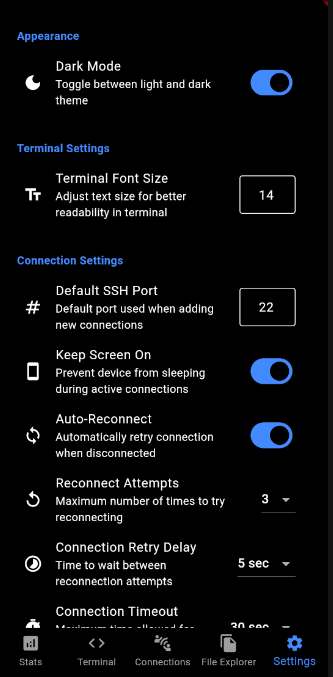 Appearance
Dark Mode
Toggle between light and dark
theme
Terminal Settings
Terminal Font Size
Adjust text size for better
readability in terminal
14
Connection Settings
Default SSH Port
Default port used when adding
new connections
22
Keep Screen On
Prevent device from sleeping
during active connections
Auto-Reconnect
Automatically retry connection
when disconnected
Reconnect Attempts
Maximum number of times to try
reconnecting
3
Connection Retry Delay
Time to wait between
reconnection attempts
5 sec
Connection Timeout
Maximum time allowed for
30 sec
Stats
Terminal
Connections
File Explorer
Settings